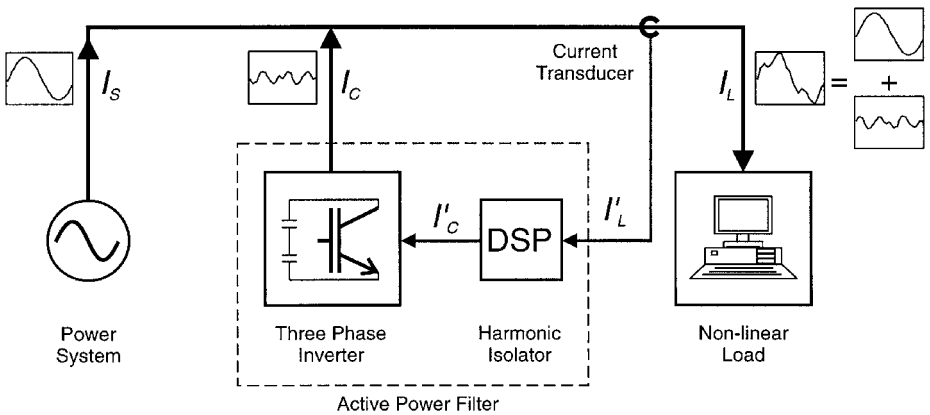 I_S
I_C
Current
Transducer
I_L
=
+
I'_C
DSP
I'_L
Power
System
Three Phase
Inverter
Harmonic
Isolator
Non-linear
Load
Active Power Filter